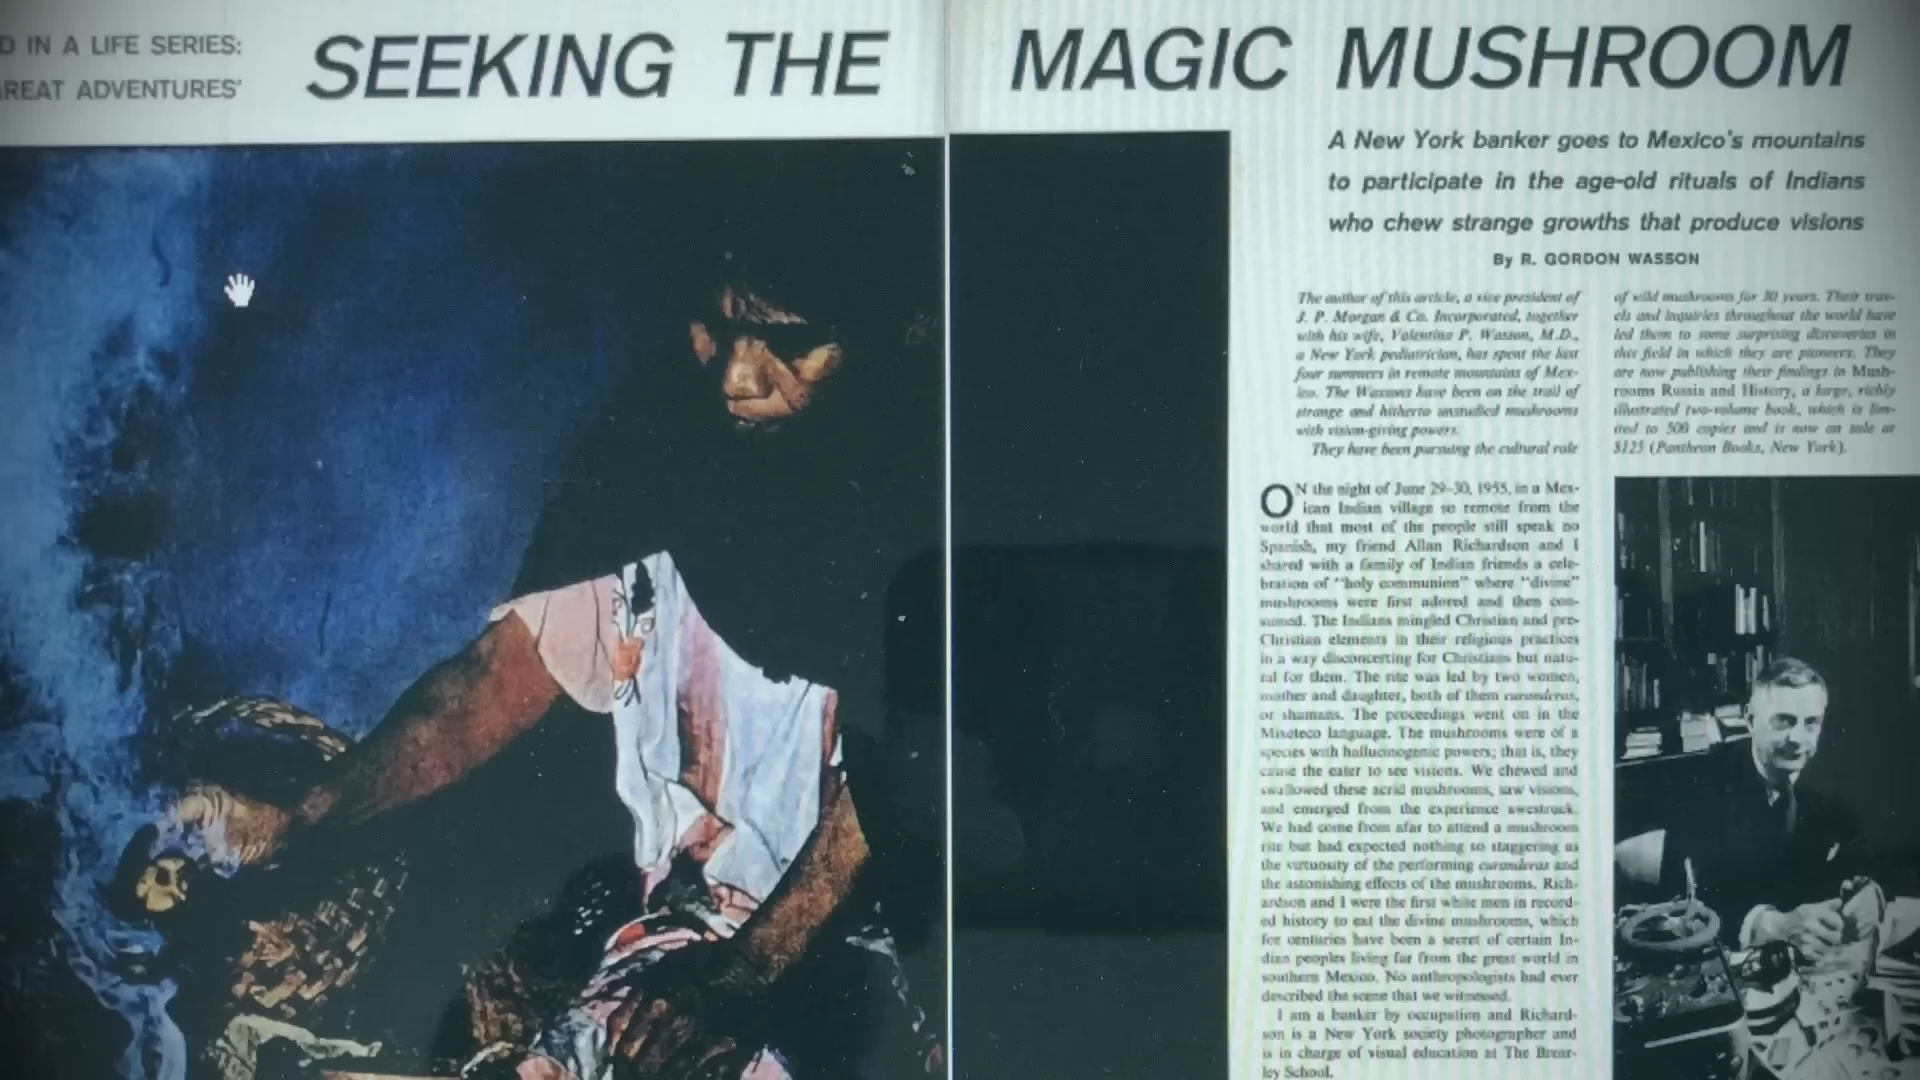 D IN A LIFE SERIES:
REAT ADVENTURES'
SEEKING THE MAGIC MUSHROOM
A New York banker goes to Mexico's mountains
to participate in the age-old rituals of Indians
who chew strange growths that produce visions
By R. GORDON WASSON
The author of this article, a vice president of
J. P. Morgan & Co. Incorporated, together
with his wife, Valentina P. Wasson, M.D.,
a New York pediatrician, has spent the last
four summers in remote mountains of Mex-
ico. The Wassons have been on the trail of
strange and hitherto unstudied mushrooms
with vision-giving powers.
They have been pursuing the cultural role
of wild mushrooms for 30 years. Their trav-
els and inquiries throughout the world have
led them to some surprising discoveries in
this field in which they are pioneers. They
are now publishing their findings in Mush-
rooms Russia and History, a large, richly
illustrated two-volume book, which is lim-
ited to 500 copies and is now on sale at
$125 (Pantheon Books, New York).
ON the night of June 29-30, 1955, in a Mex-
ican Indian village so remote from the
world that most of the people still speak no
Spanish, my friend Allan Richardson and I
shared with a family of Indian friends a cele-
bration of "holy communion" where "divine"
mushrooms were first adored and then con-
sumed. The Indians mingled Christian and pre-
Christian elements in their religious practices
in a way disconcerting for Christians but natu-
ral for them. The rite was led by two women,
mother and daughter, both of them curanderas,
or shamans. The proceedings went on in the
Mixeteco language. The mushrooms were of a
species with hallucinogenic powers; that is, they
cause the eater to see visions. We chewed and
swallowed these acrid mushrooms, saw visions,
and emerged from the experience awestruck.
We had come from afar to attend a mushroom
rite but had expected nothing so staggering as
the virtuosity of the performing curanderas and
the astonishing effects of the mushrooms. Rich-
ardson and I were the first white men in record-
ed history to eat the divine mushrooms, which
for centuries have been a secret of certain In-
dian peoples living far from the great world in
southern Mexico. No anthropologists had ever
described the scene that we witnessed.
I am a banker by occupation and Richard-
son is a New York society photographer and
is in charge of visual education at The Brear-
ley School.